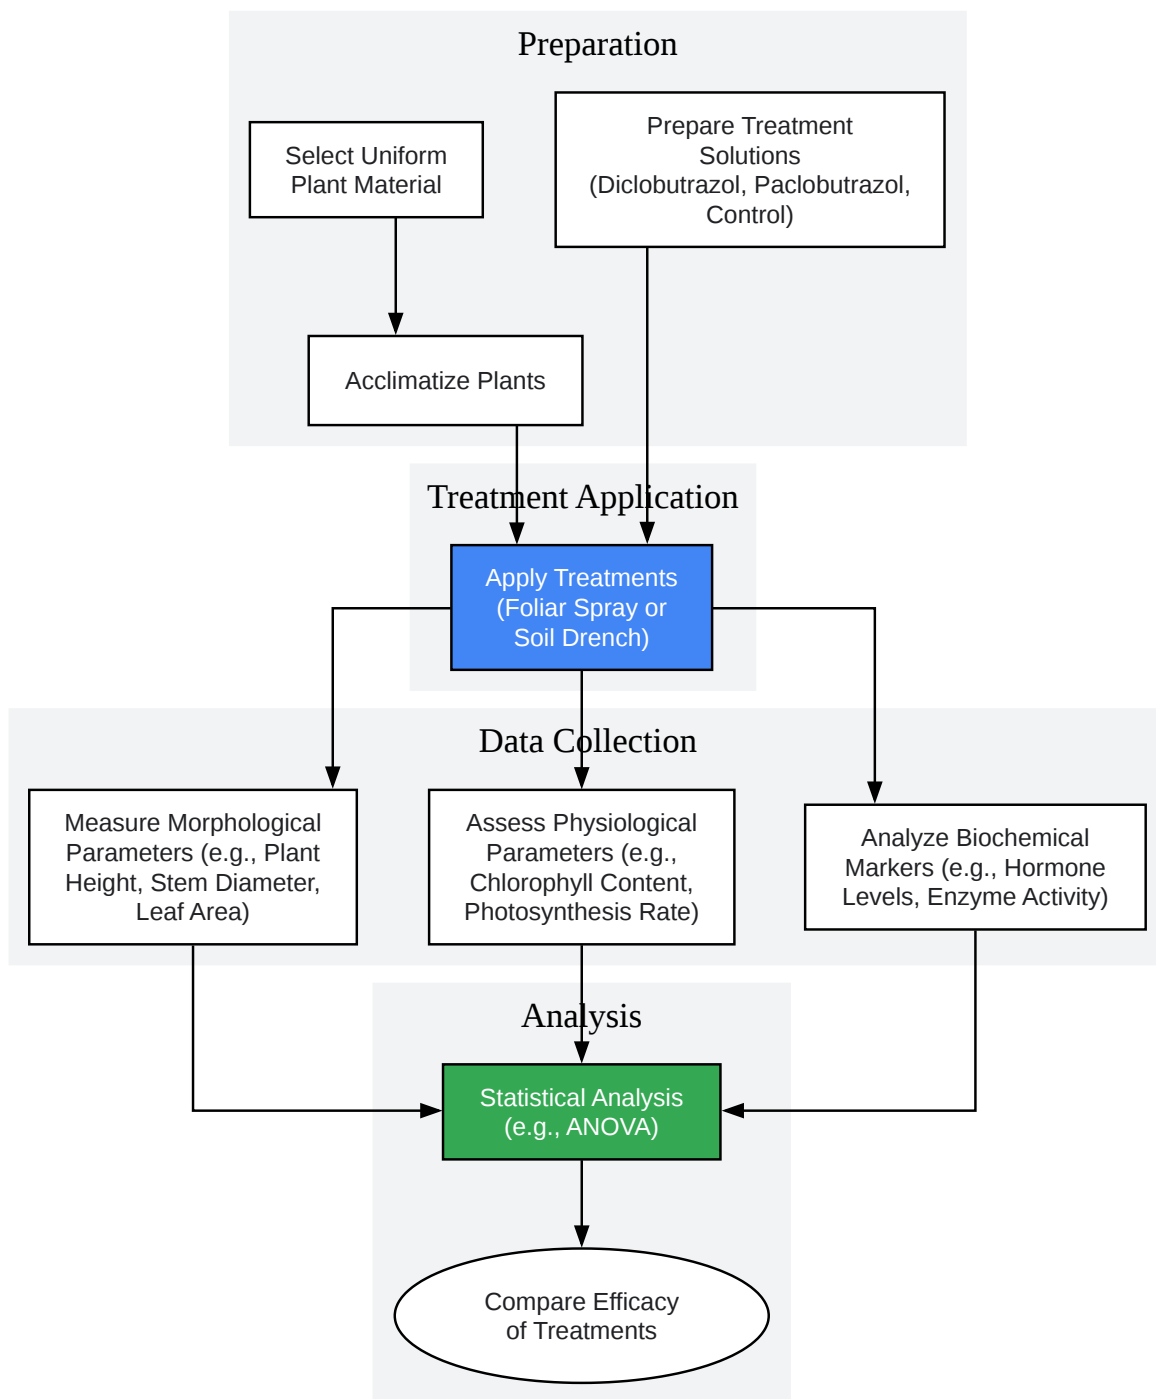 Preparation
Select Uniform
Plant Material
Prepare Treatment
Solutions
(Diclobutrazol, Paclobutrazol,
Control)
Acclimatize Plants
Treatment Application
Apply Treatments
(Foliar Spray or
Soil Drench)
Data Collection
Measure Morphological
Parameters (e.g., Plant
Height, Stem Diameter,
Leaf Area)
Assess Physiological
Parameters (e.g.,
Chlorophyll Content,
Photosynthesis Rate)
Analyze Biochemical
Markers (e.g., Hormone
Levels, Enzyme Activity)
Analysis
Statistical Analysis
(e.g., ANOVA)
Compare Efficacy
of Treatments